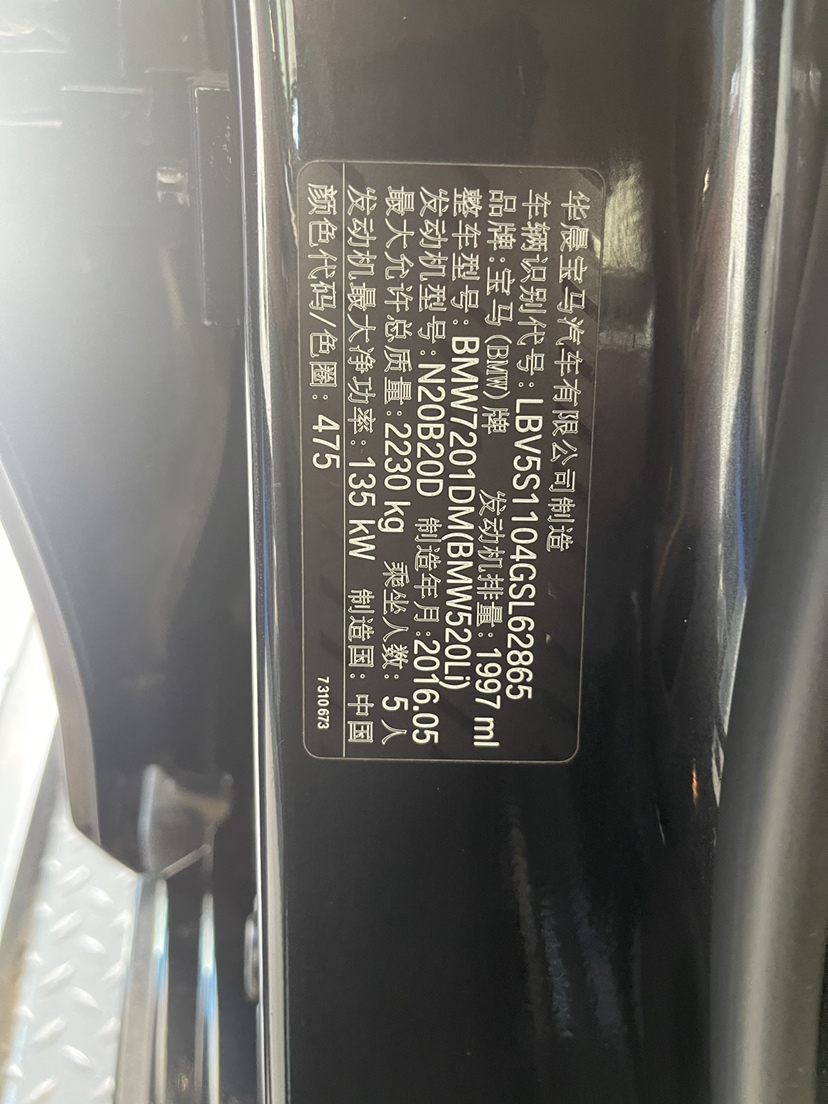 华晨宝马汽车有限公司制造
车辆识别代号:LBV5S1104GSL62865
品牌:宝马(BMW)牌 发动机排量:1997 ml
整车型号:BMW7201DM(BMW520Li)
发动机型号:N20B20D 制造年月:2016.05
最大允许总质量:2230 kg 乘坐人数:5人
发动机最大净功率:135 kW 制造国:中国
颜色代码/色圈:475 7 310 673